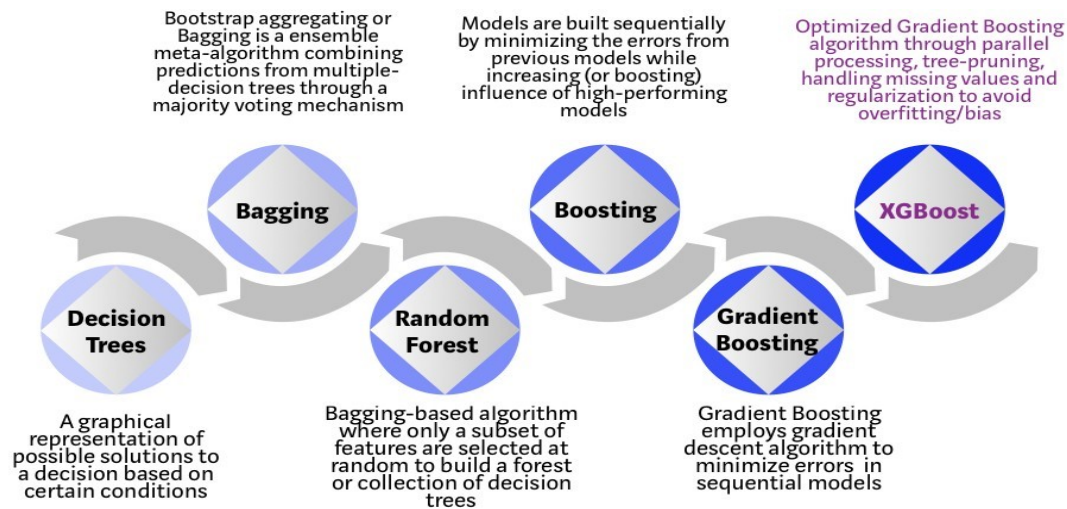 Bootstrap aggregating or
Bagging is a ensemble
meta-algorithm combining
predictions from multiple-
decision trees through a
majority voting mechanism
Models are built sequentially
by minimizing the errors from
previous models while
increasing (or boosting)
influence of high-performing
models
Optimized Gradient Boosting
algorithm through parallel
processing, tree-pruning,
handling missing values and
regularization to avoid
overfitting/bias
Bagging
Boosting
XGBoost
Decision
Trees
Random
Forest
Gradient
Boosting
A graphical
representation of
possible solutions to
a decision based on
certain conditions
Bagging-based algorithm
where only a subset of
features are selected at
random to build a forest
or collection of decision
trees
Gradient Boosting
employs gradient
descent algorithm to
minimize errors in
sequential models